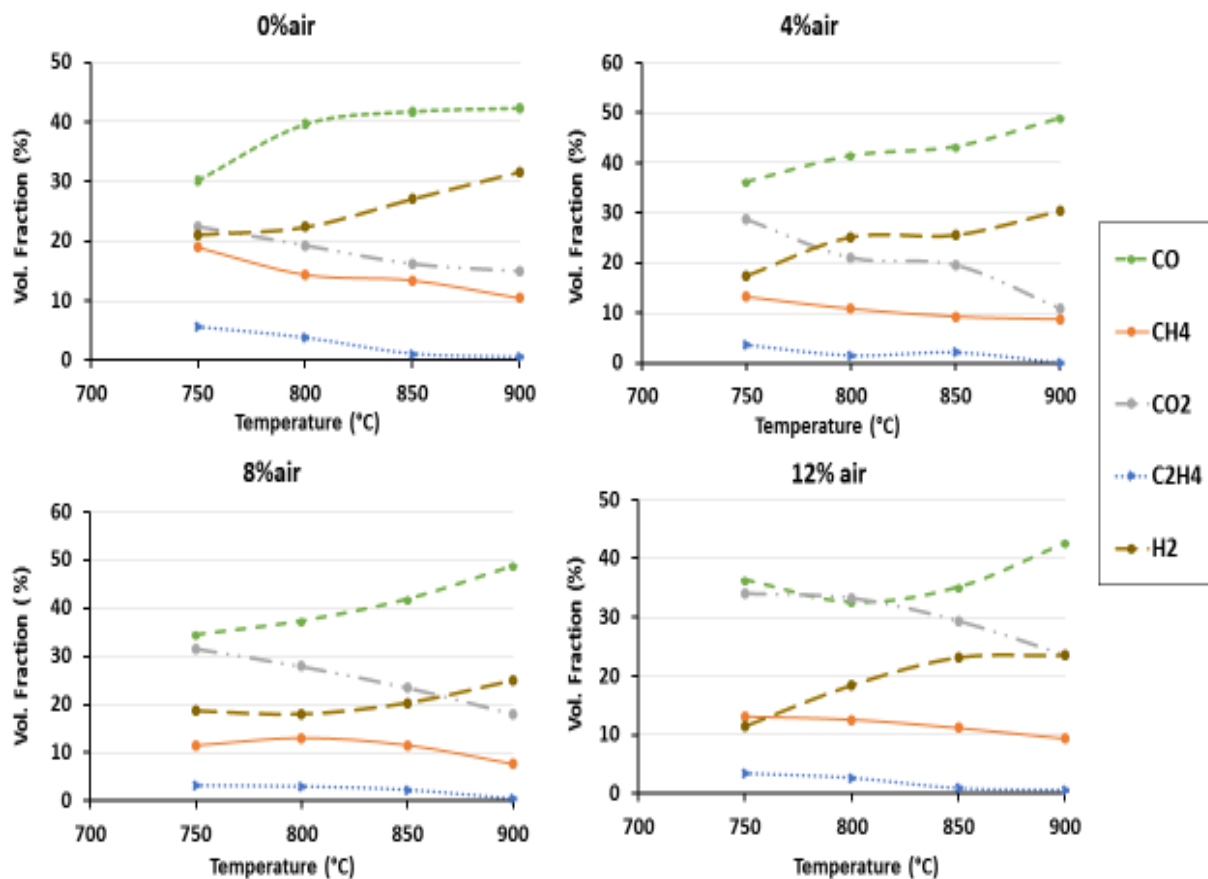 0%air
50
40
30
20
10
0
Vol. Fraction (%)
700 750 800 850 900
Temperature (°C)
4%air
60
50
40
30
20
10
0
Vol. Fraction (%)
700 750 800 850 900
Temperature (°C)
8%air
60
50
40
30
20
10
0
Vol. Fraction (%)
700 750 800 850 900
Temperature (°C)
12% air
50
40
30
20
10
0
Vol. Fraction (%)
700 750 800 850 900
Temperature (°C)
CO
CH4
CO2
C2H4
H2